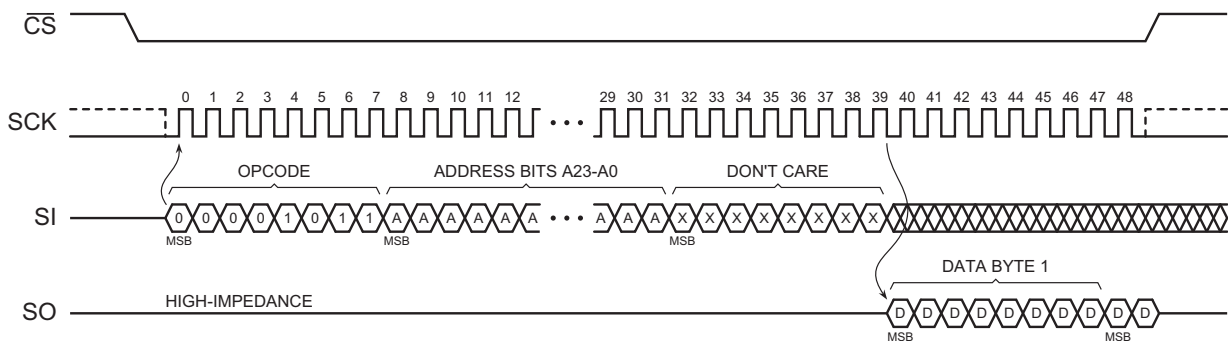 CS
SCK
0 1 2 3 4 5 6 7 8 9 10 11 12 • • • 29 30 31 32 33 34 35 36 37 38 39 40 41 42 43 44 45 46 47 48
OPCODE ADDRESS BITS A23-A0 DON'T CARE
SI 0 0 0 0 1 0 1 1 A A A A A A • • • A A A X X X X X X X X
MSB MSB MSB
DATA BYTE 1
SO HIGH-IMPEDANCE D D D D D D D D D D
MSB MSB